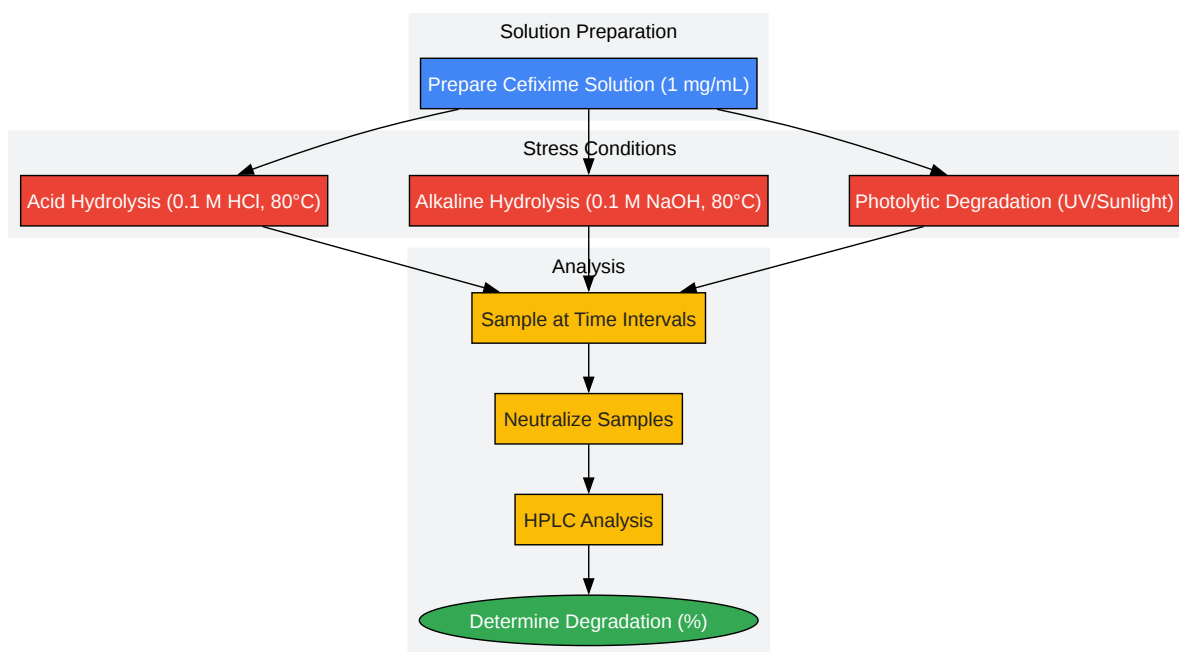 Solution Preparation
Prepare Cefixime Solution (1 mg/mL)
Stress Conditions
Acid Hydrolysis (0.1 M HCl, 80°C)
Alkaline Hydrolysis (0.1 M NaOH, 80°C)
Photolytic Degradation (UV/Sunlight)
Analysis
Sample at Time Intervals
Neutralize Samples
HPLC Analysis
Determine Degradation (%)